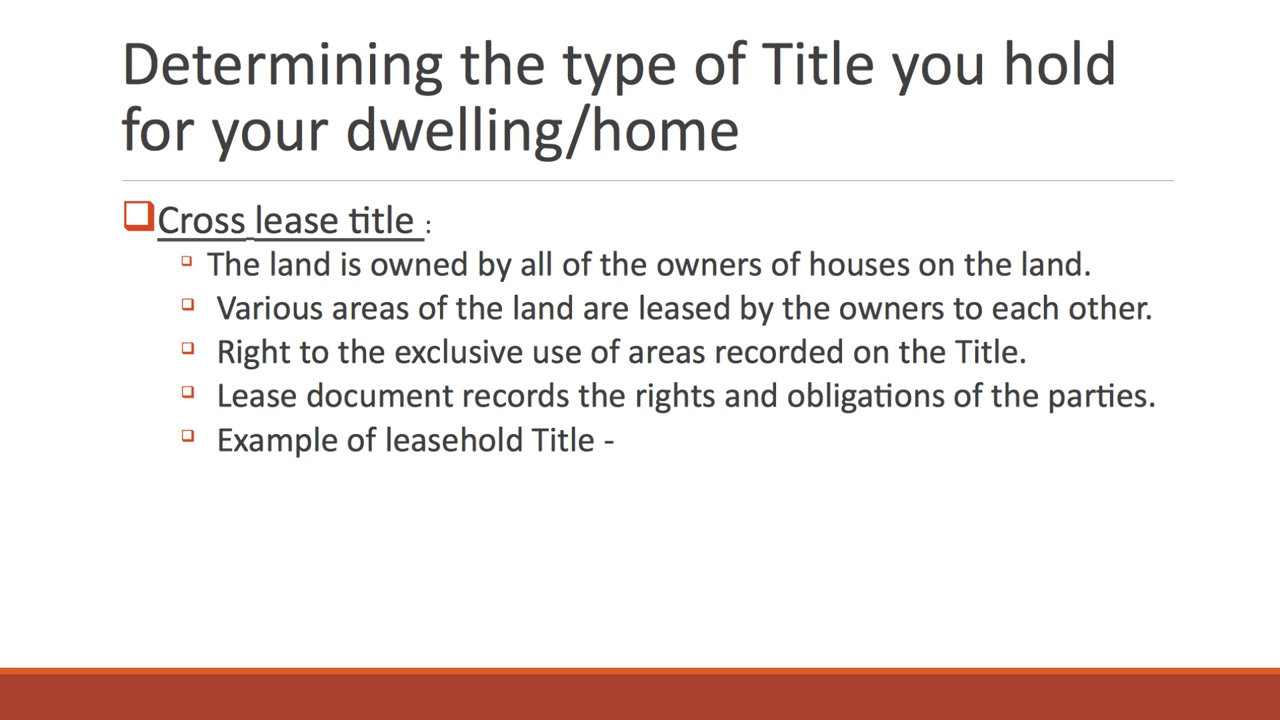 Determining the type of Title you hold
for your dwelling/home
Cross lease title :
The land is owned by all of the owners of houses on the land.
Various areas of the land are leased by the owners to each other.
Right to the exclusive use of areas recorded on the Title.
Lease document records the rights and obligations of the parties.
Example of leasehold Title -